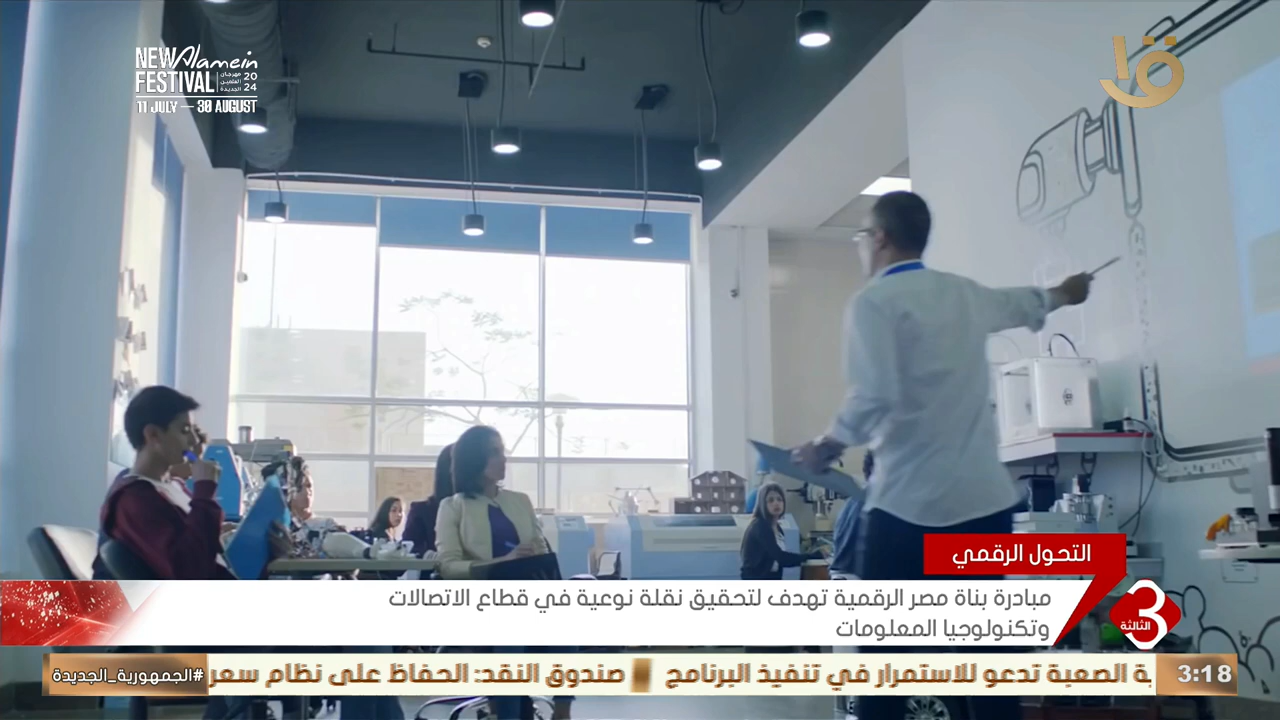 NEW Alamein
FESTIVAL مهرجان العلمين الجديدة 2024
11 JULY — 30 AUGUST
التحول الرقمي
مبادرة بناة مصر الرقمية تهدف لتحقيق نقلة نوعية في قطاع الاتصالات
وتكنولوجيا المعلومات
3 الثالثة
3:18 ة الصعبة تدعو للاستمرار في تنفيذ البرنامج صندوق النقد: الحفاظ على نظام سعر #الجمهورية_الجديدة